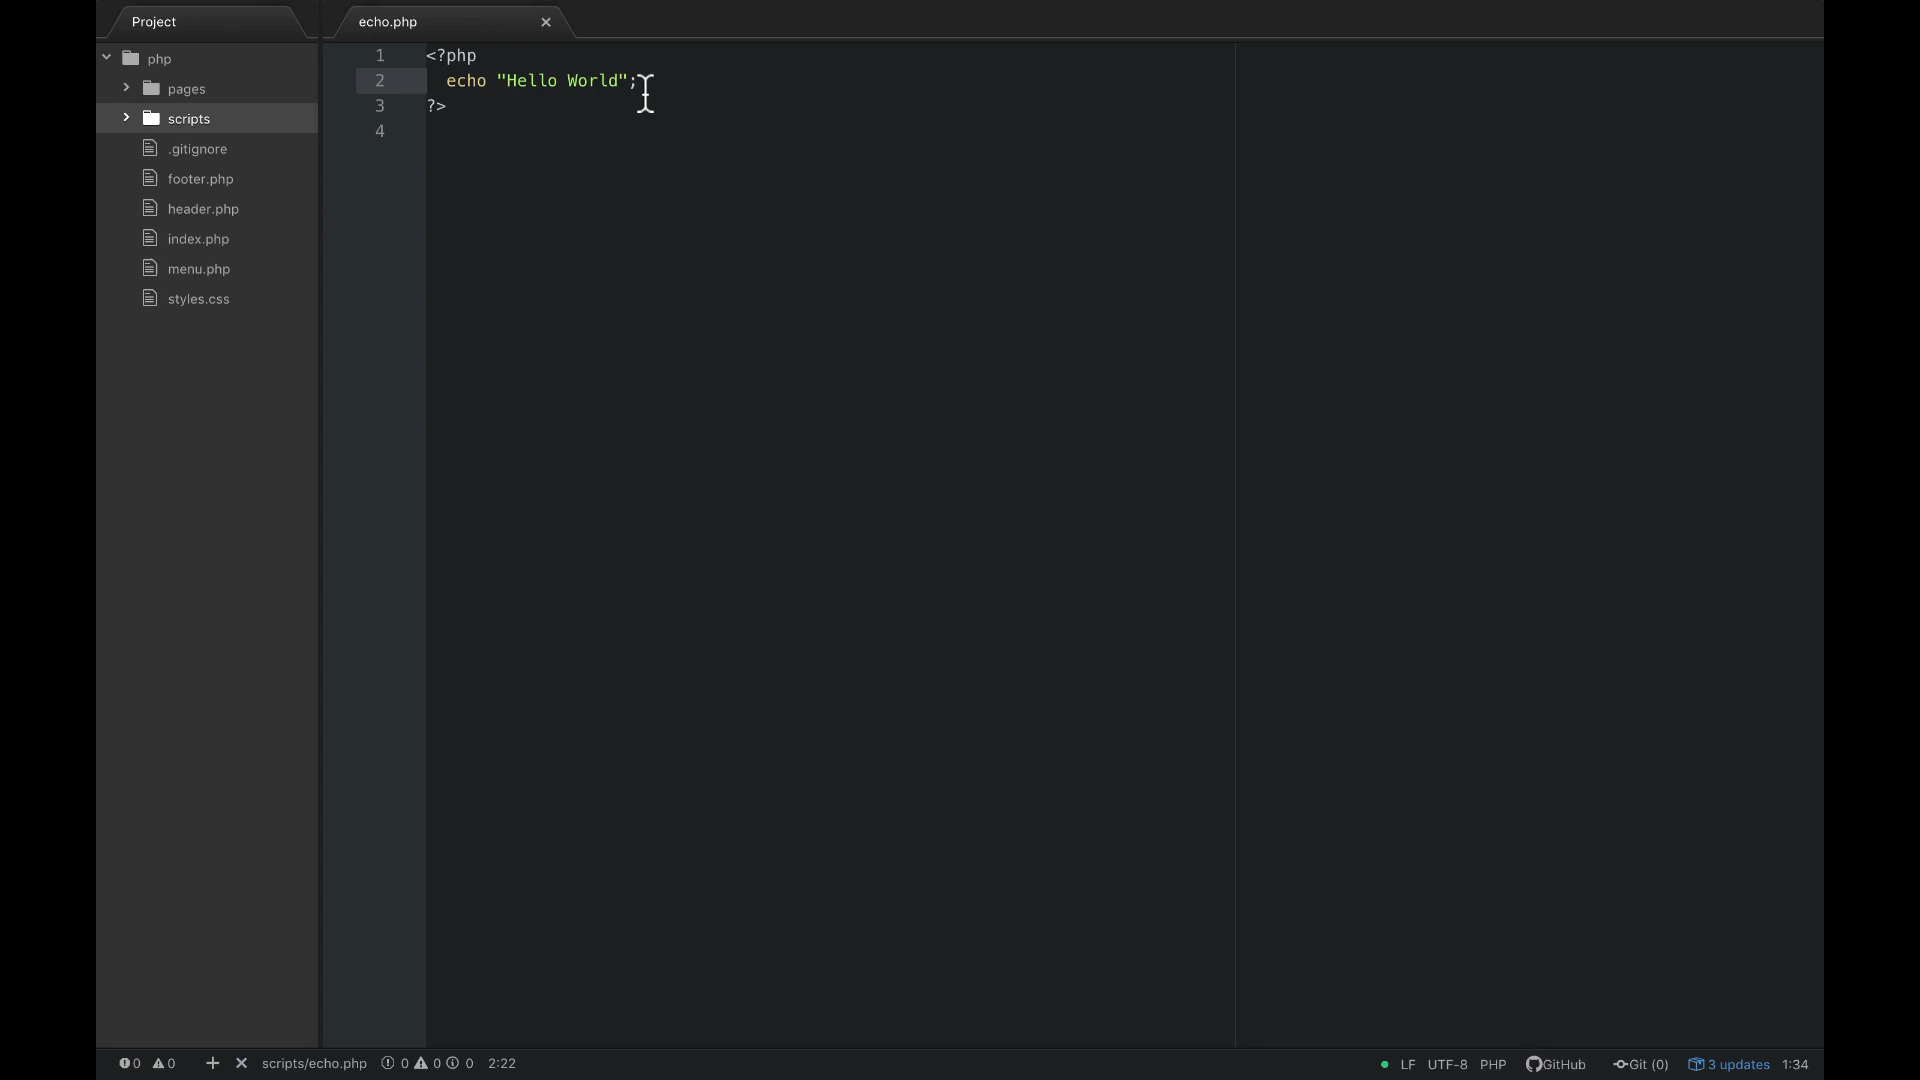 Project
echo.php
php
pages
scripts
.gitignore
footer.php
header.php
index.php
menu.php
styles.css
1 <?php
2 echo "Hello World";
3 ?>
4
0 0 scripts/echo.php 0 0 0 2:22 LF UTF-8 PHP GitHub Git (0) 3 updates 1:34